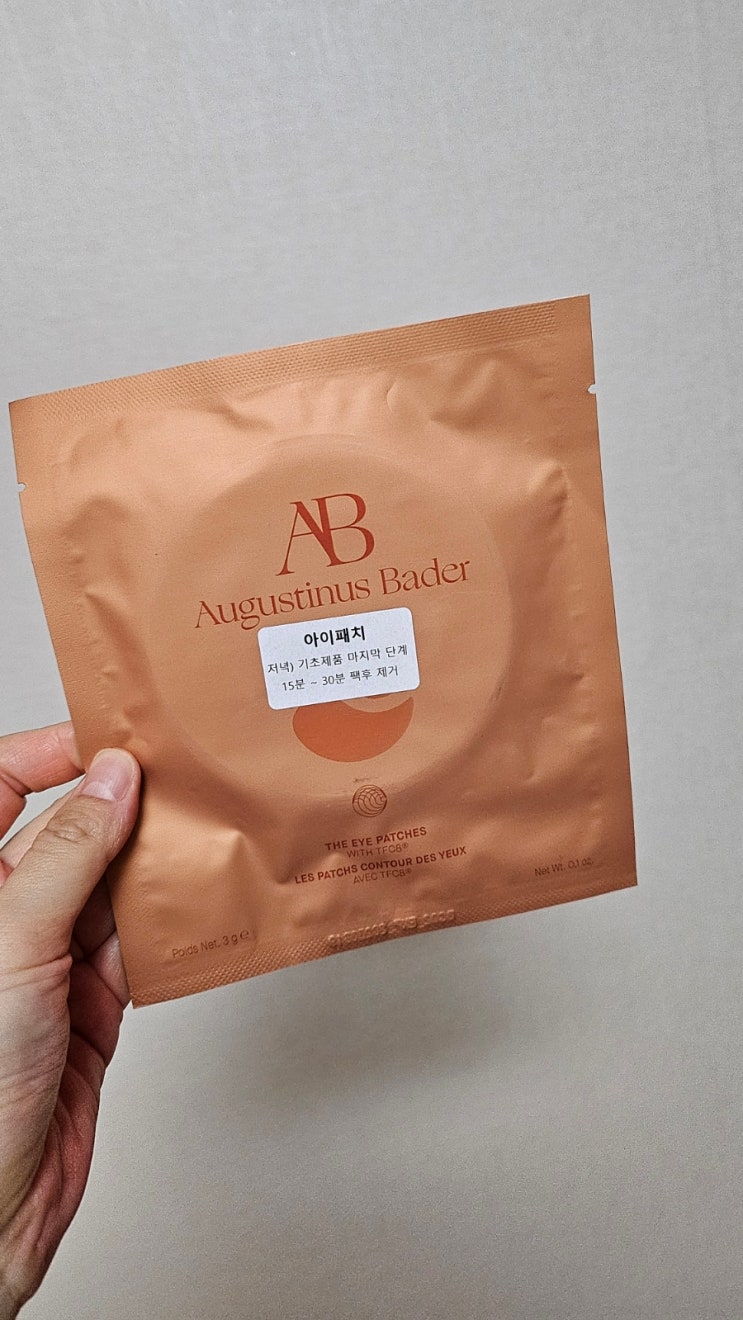 AB
Augustinus Bader
아이패치
저녁) 기초제품 마지막 단계
15분 ~ 30분 팩후 제거
THE EYE PATCHES
WITH TFC8®
LES PATCHS CONTOUR DES YEUX
AVEC TFC8®
Net Wt. 0.1 oz.
Poids Net. 3 g ℮